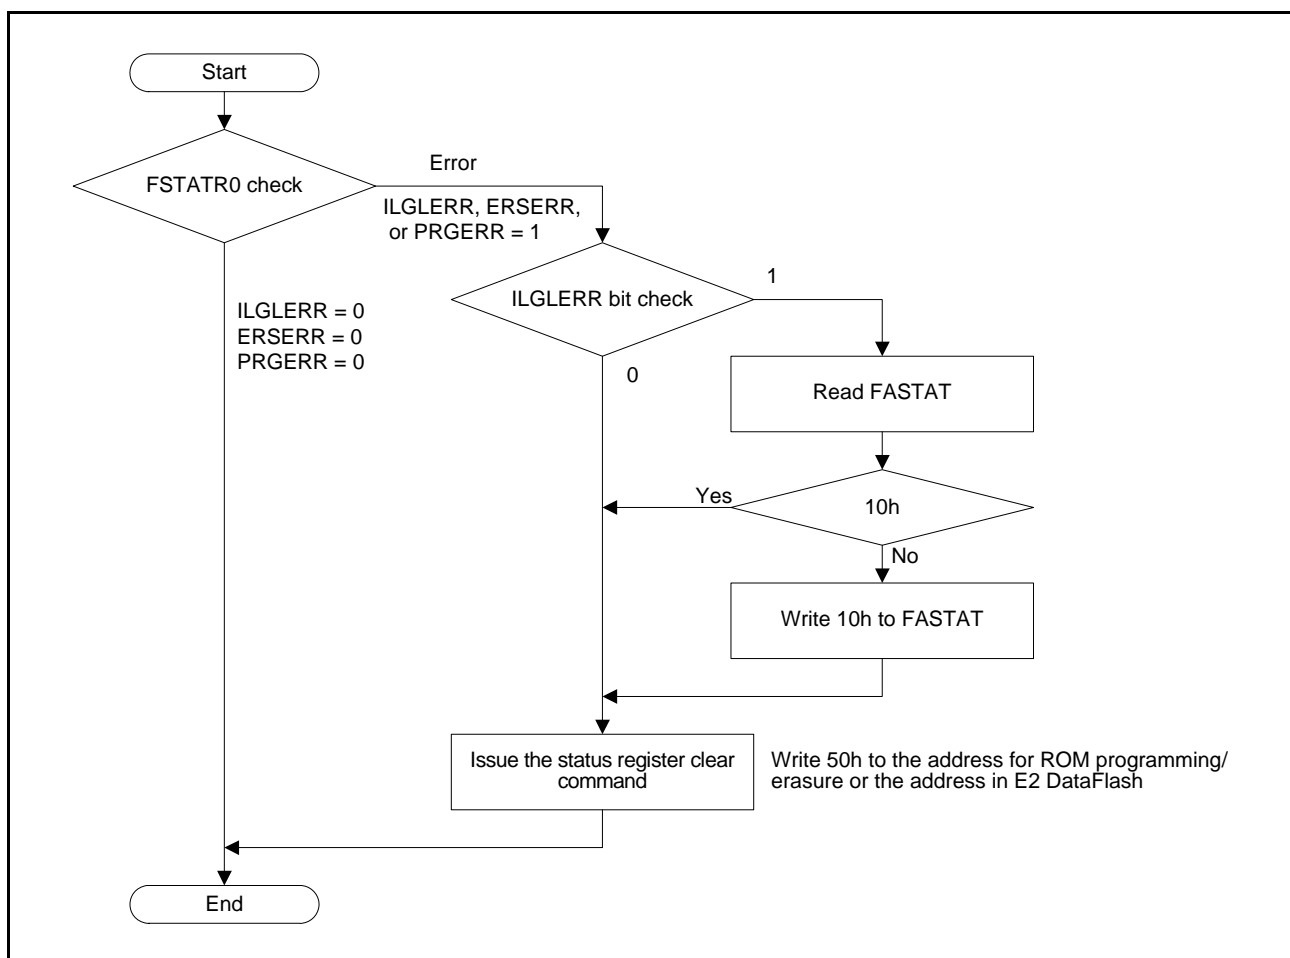 Start
FSTATR0 check
Error
ILGLERR, ERSERR,
or PRGERR = 1
ILGLERR = 0
ERSERR = 0
PRGERR = 0
ILGLERR bit check
1
0
Read FASTAT
10h
Yes
No
Write 10h to FASTAT
Issue the status register clear
command
Write 50h to the address for ROM programming/
erasure or the address in E2 DataFlash
End